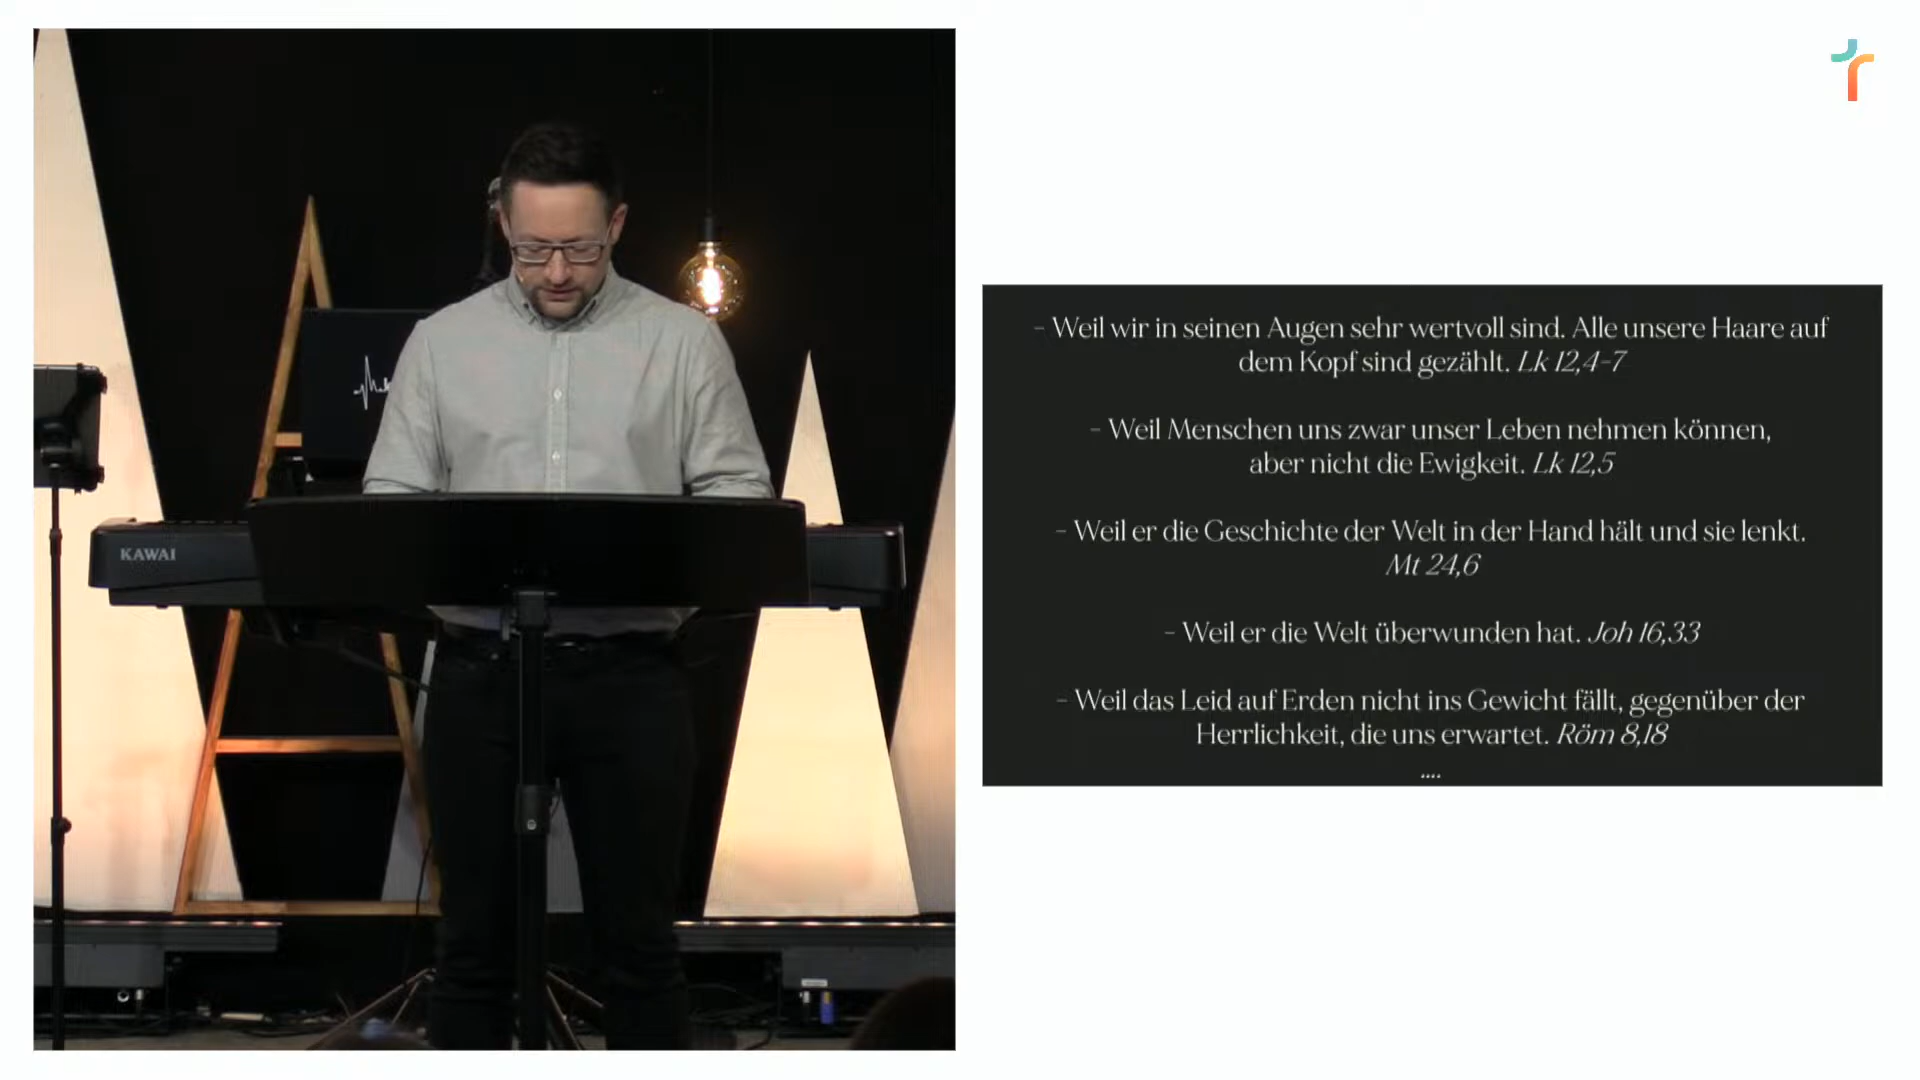 KAWAI
- Weil wir in seinen Augen sehr wertvoll sind. Alle unsere Haare auf
dem Kopf sind gezählt. Lk 12,4-7
- Weil Menschen uns zwar unser Leben nehmen können,
aber nicht die Ewigkeit. Lk 12,5
- Weil er die Geschichte der Welt in der Hand hält und sie lenkt.
Mt 24,6
- Weil er die Welt überwunden hat. Joh 16,33
- Weil das Leid auf Erden nicht ins Gewicht fällt, gegenüber der
Herrlichkeit, die uns erwartet. Röm 8,18
....